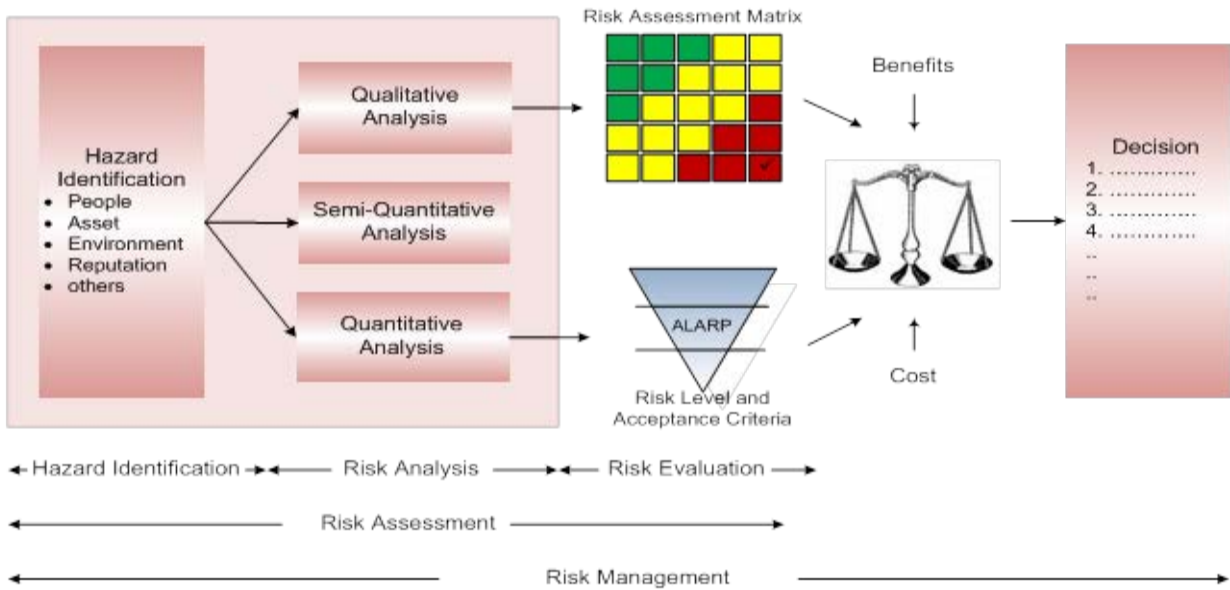 Risk Assessment Matrix
Hazard
Identification
• People
• Asset
• Environment
• Reputation
• others
Qualitative
Analysis
Semi-Quantitative
Analysis
Quantitative
Analysis
ALARP
Risk Level and
Acceptance Criteria
Benefits
Cost
Decision
1. .............
2. .............
3. .............
4. .............
..
..
..
Hazard Identification
Risk Analysis
Risk Evaluation
Risk Assessment
Risk Management